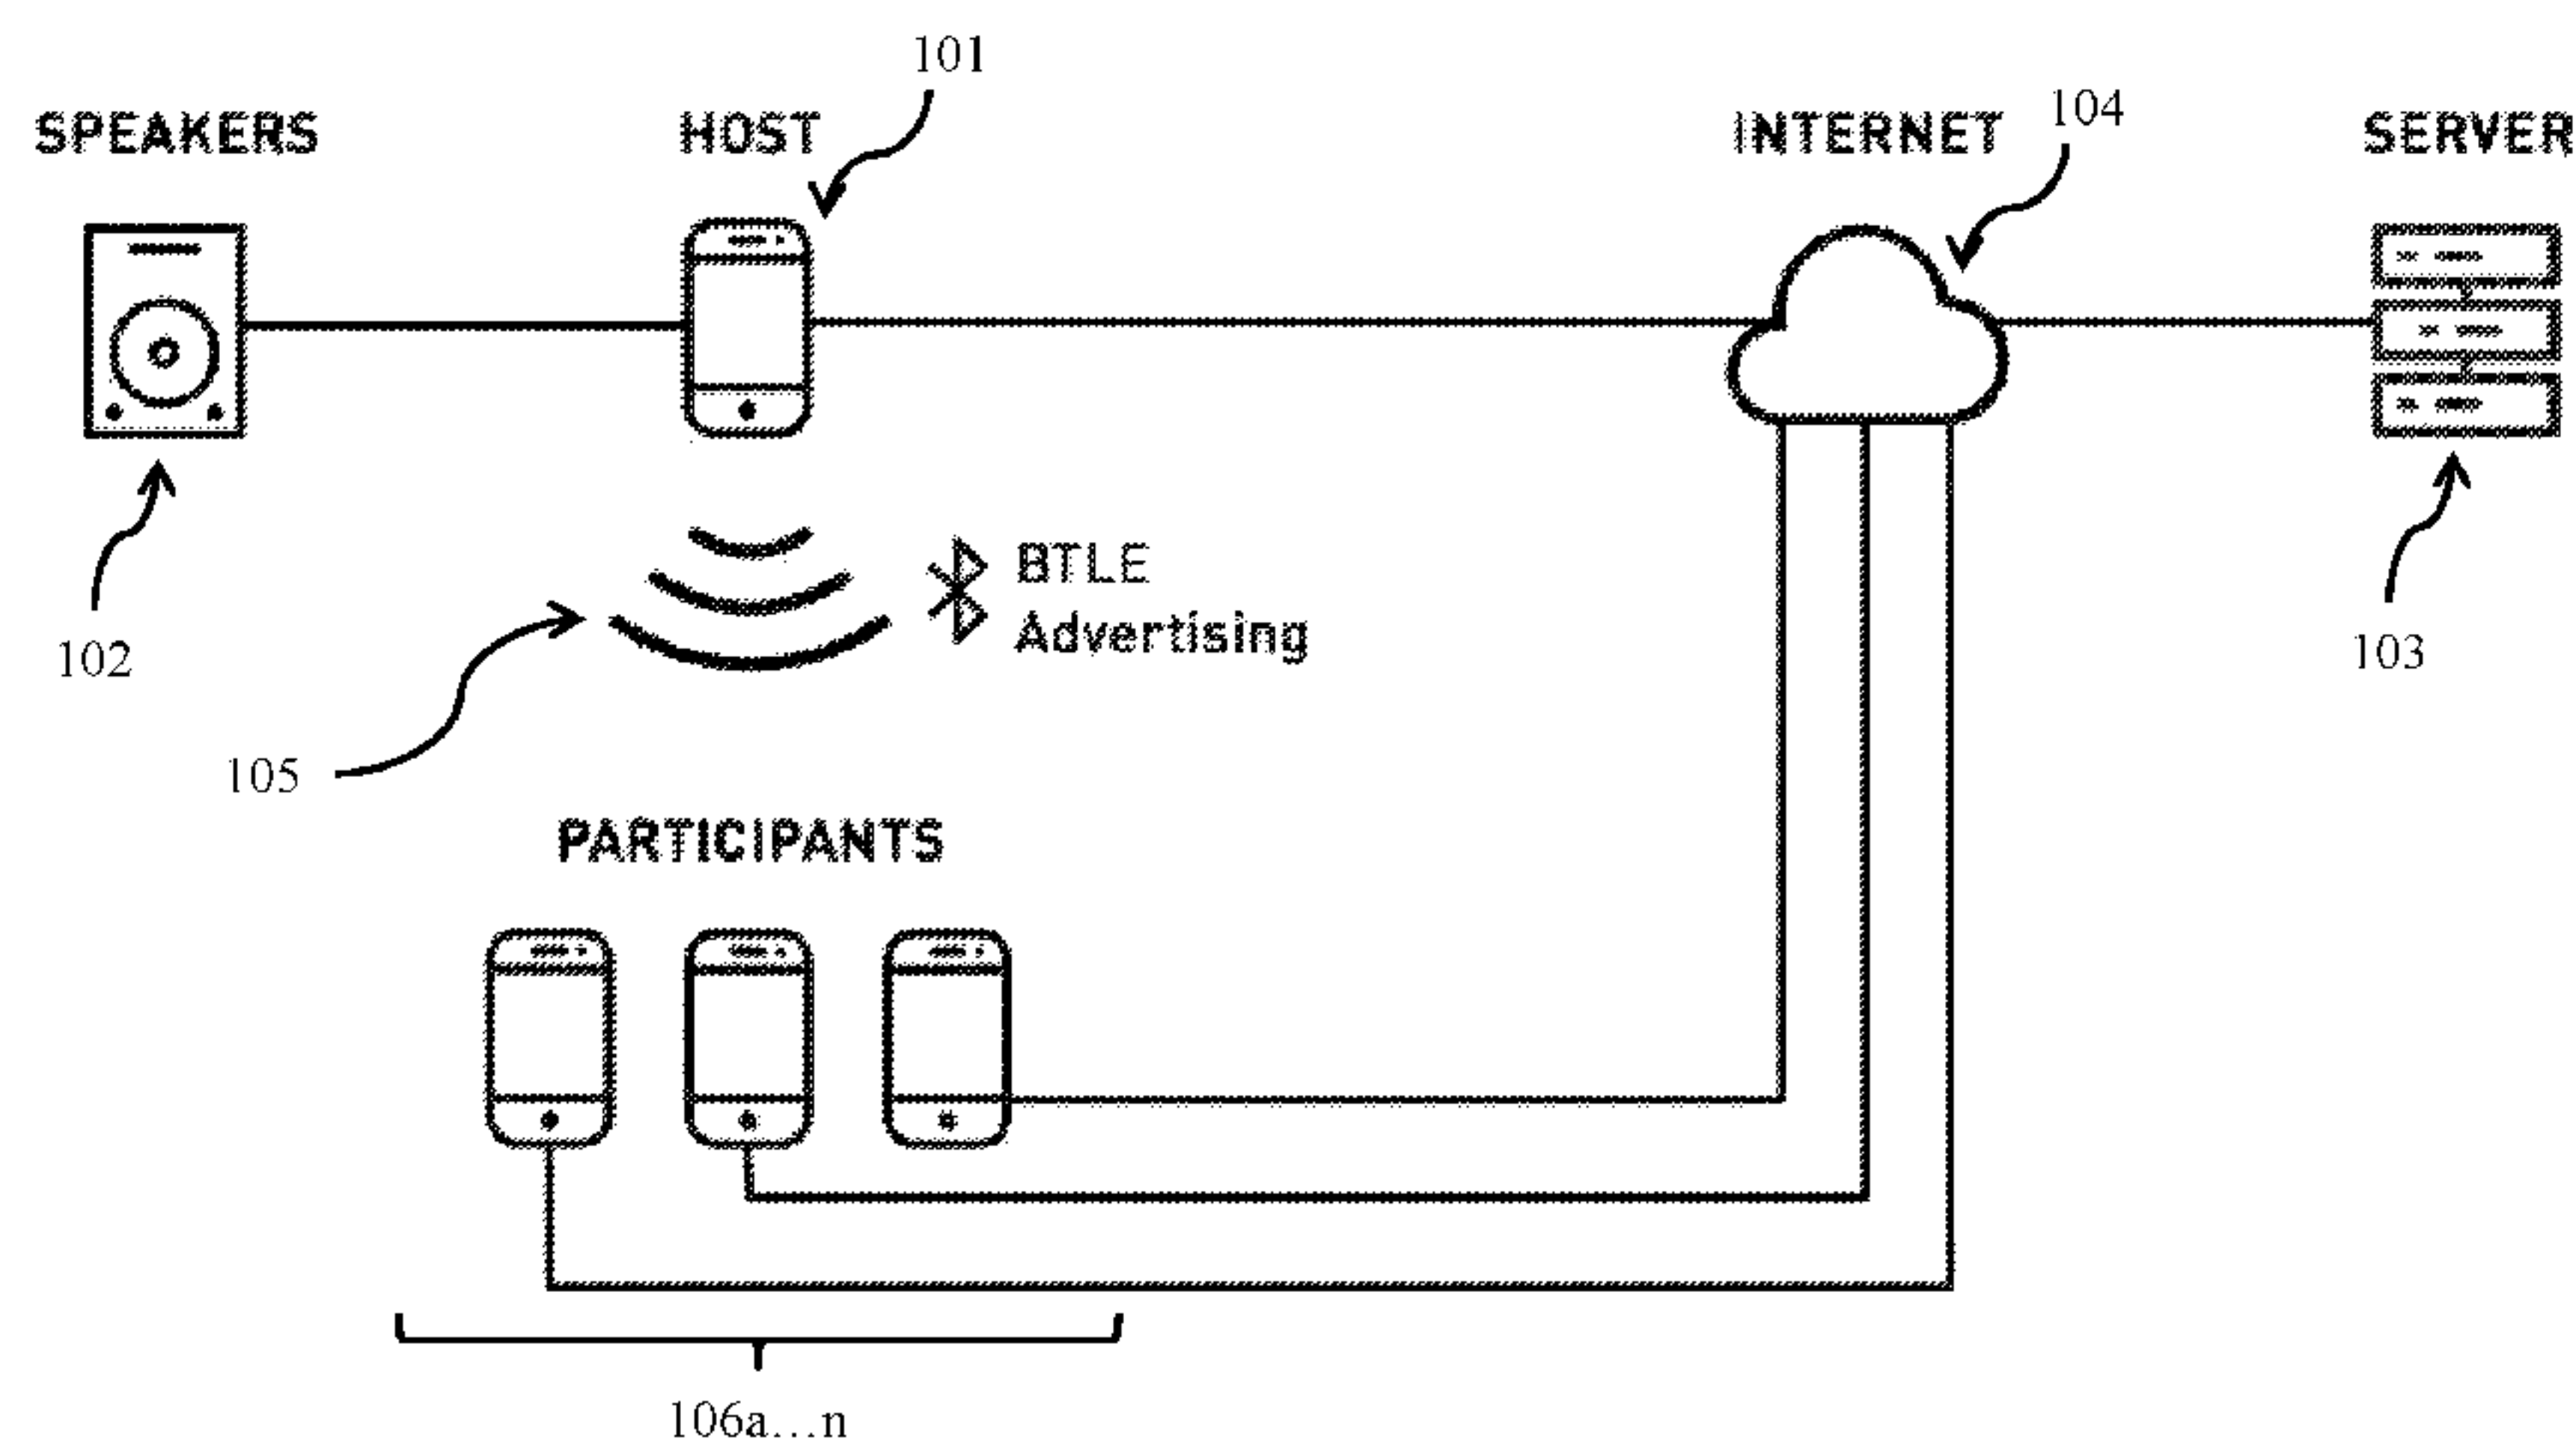 101
SPEAKERS
HOST
INTERNET
104
SERVER
BTLE
Advertising
102
103
105
PARTICIPANTS
106a...n